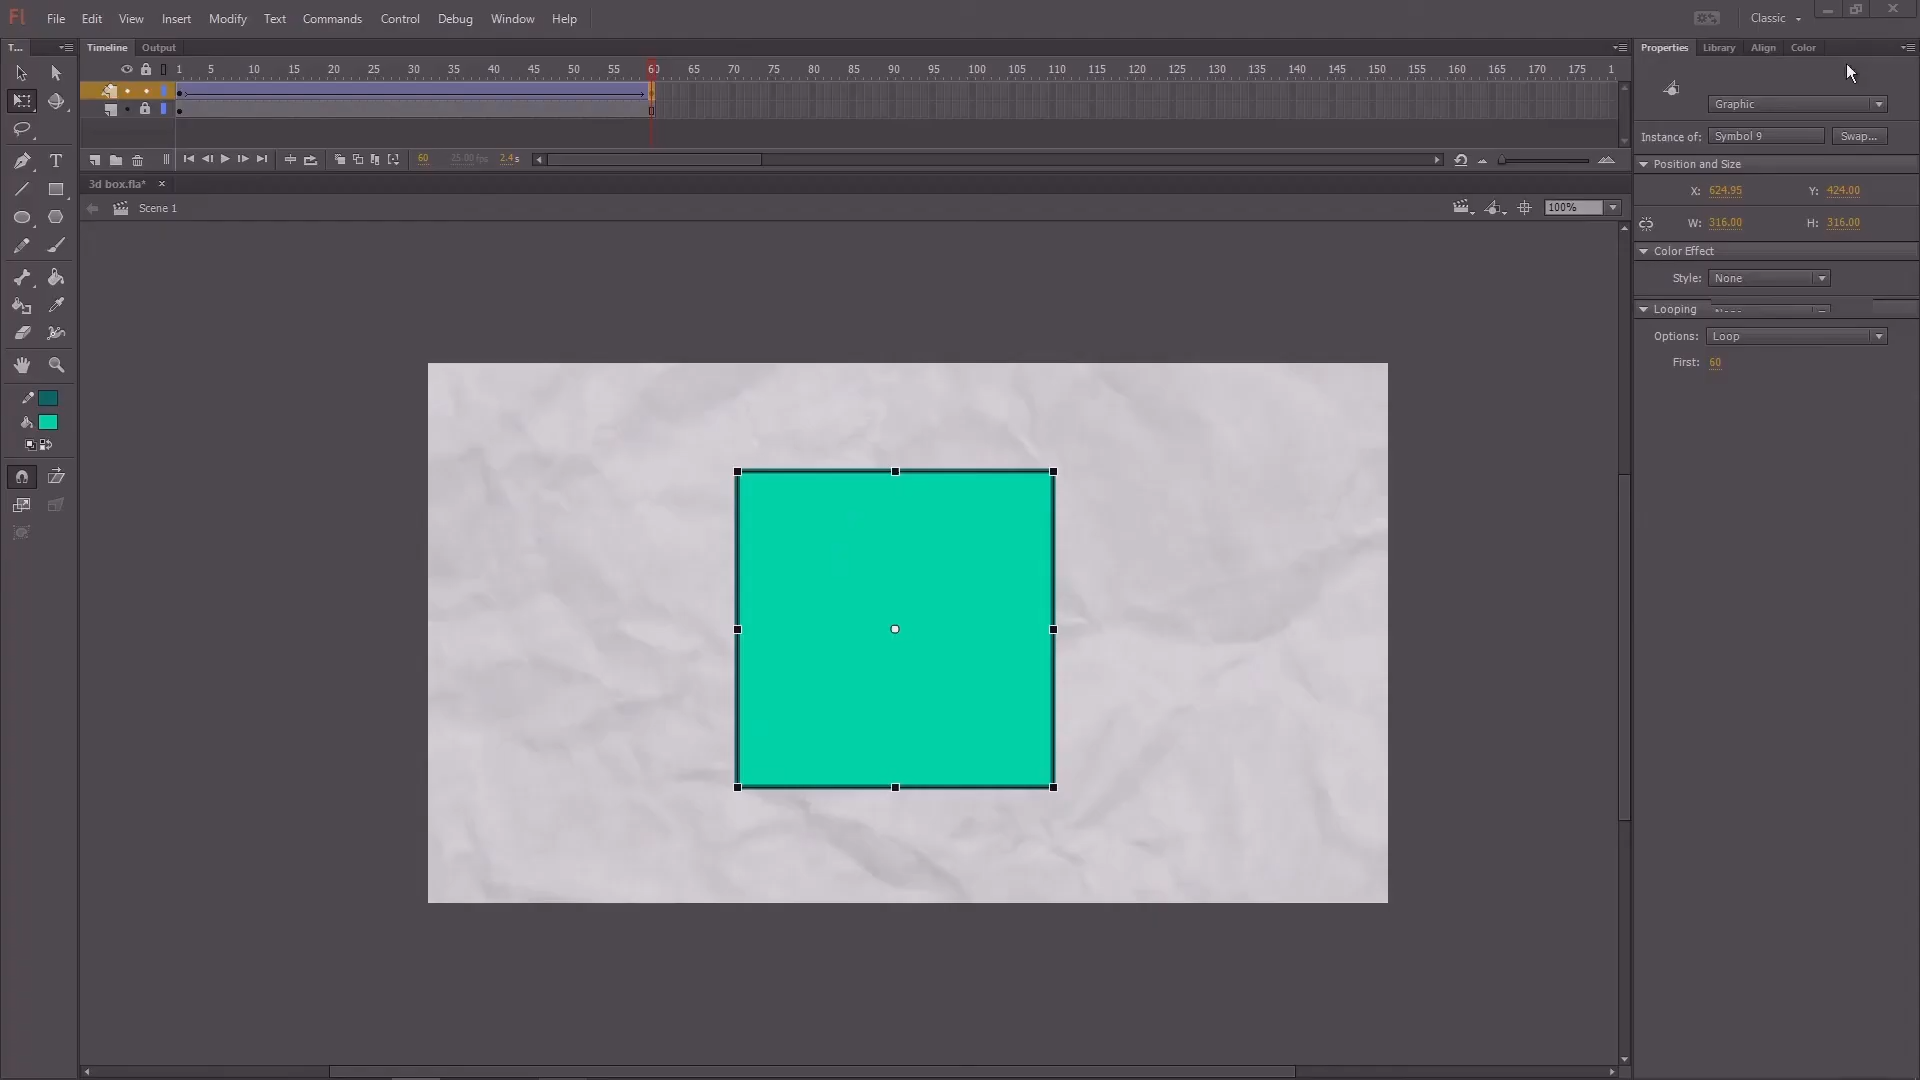 Fl File Edit View Insert Modify Text Commands Control Debug Window Help Classic
T... Timeline Output Properties Library Align Color
1 5 10 15 20 25 30 35 40 45 50 55 60 65 70 75 80 85 90 95 100 105 110 115 120 125 130 135 140 145 150 155 160 165 170 175 1
Graphic
Instance of: Symbol 9 Swap...
60 25.00 fps 2.4s
Position and Size
3d box.fla*
X: 624.95 Y: 424.00
Scene 1 100%
W: 316.00 H: 316.00
Color Effect
Style: None
Looping
Options: Loop
First: 60
T